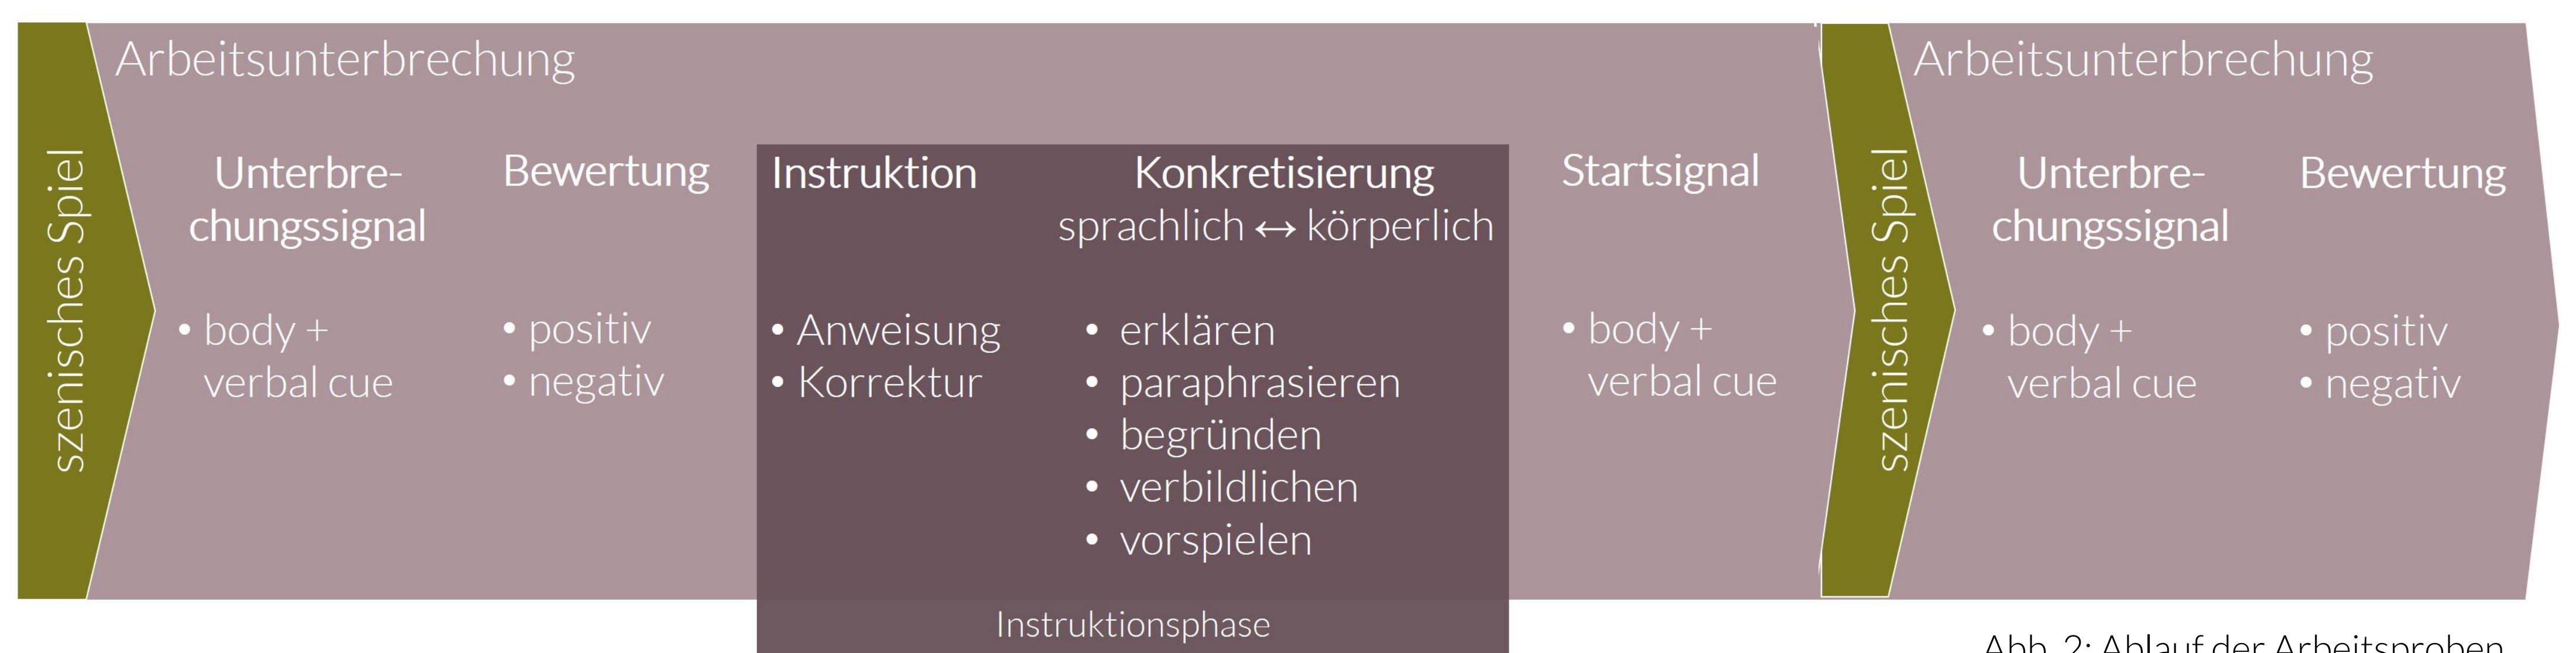 szenisches Spiel
Arbeitsunterbrechung
Unterbre-
chungssignal
• body +
verbal cue
Bewertung
• positiv
• negativ
Instruktion
• Anweisung
• Korrektur
Konkretisierung
sprachlich ↔ körperlich
• erklären
• paraphrasieren
• begründen
• verbildlichen
• vorspielen
Instruktionsphase
Startsignal
• body +
verbal cue
szenisches Spiel
Arbeitsunterbrechung
Unterbre-
chungssignal
• body +
verbal cue
Bewertung
• positiv
• negativ
Abb. 2: Ablauf der Arbeitsproben